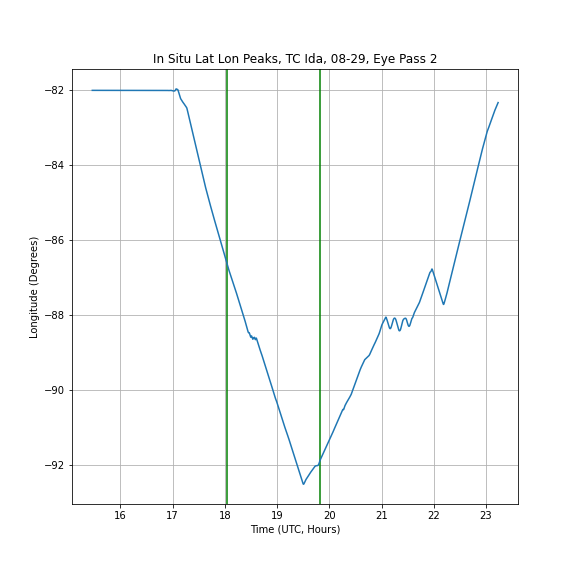 In Situ Lat Lon Peaks, TC Ida, 08-29, Eye Pass 2
−82
−84
−86
−88
−90
−92
Longitude (Degrees)
16 17 18 19 20 21 22 23
Time (UTC, Hours)